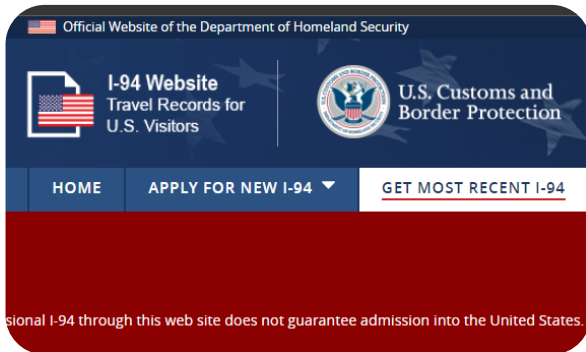 Official Website of the Department of Homeland Security
I-94 Website
Travel Records for
U.S. Visitors
U.S. Customs and
Border Protection
HOME
APPLY FOR NEW I-94
GET MOST RECENT I-94
sional I-94 through this web site does not guarantee admission into the United States.